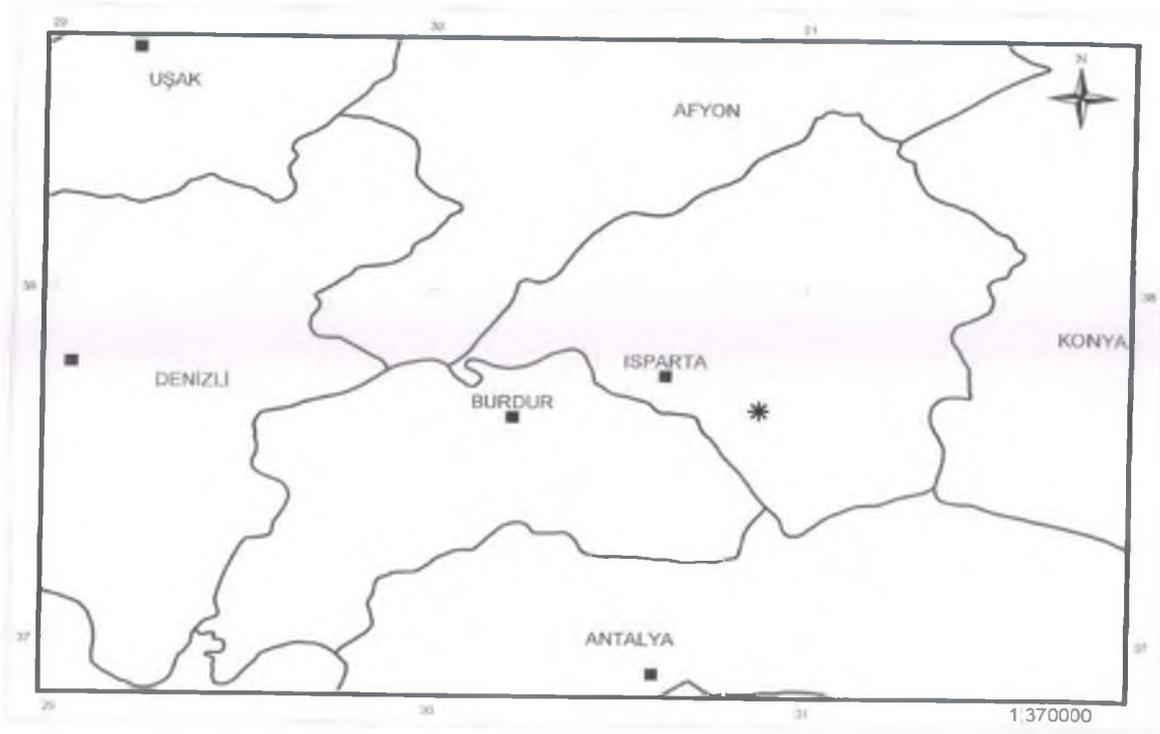 29 30 31
N
UŞAK
AFYON
38 38
KONYA
ISPARTA
DENİZLİ
BURDUR
37 37
ANTALYA
29 30 31
1:370000